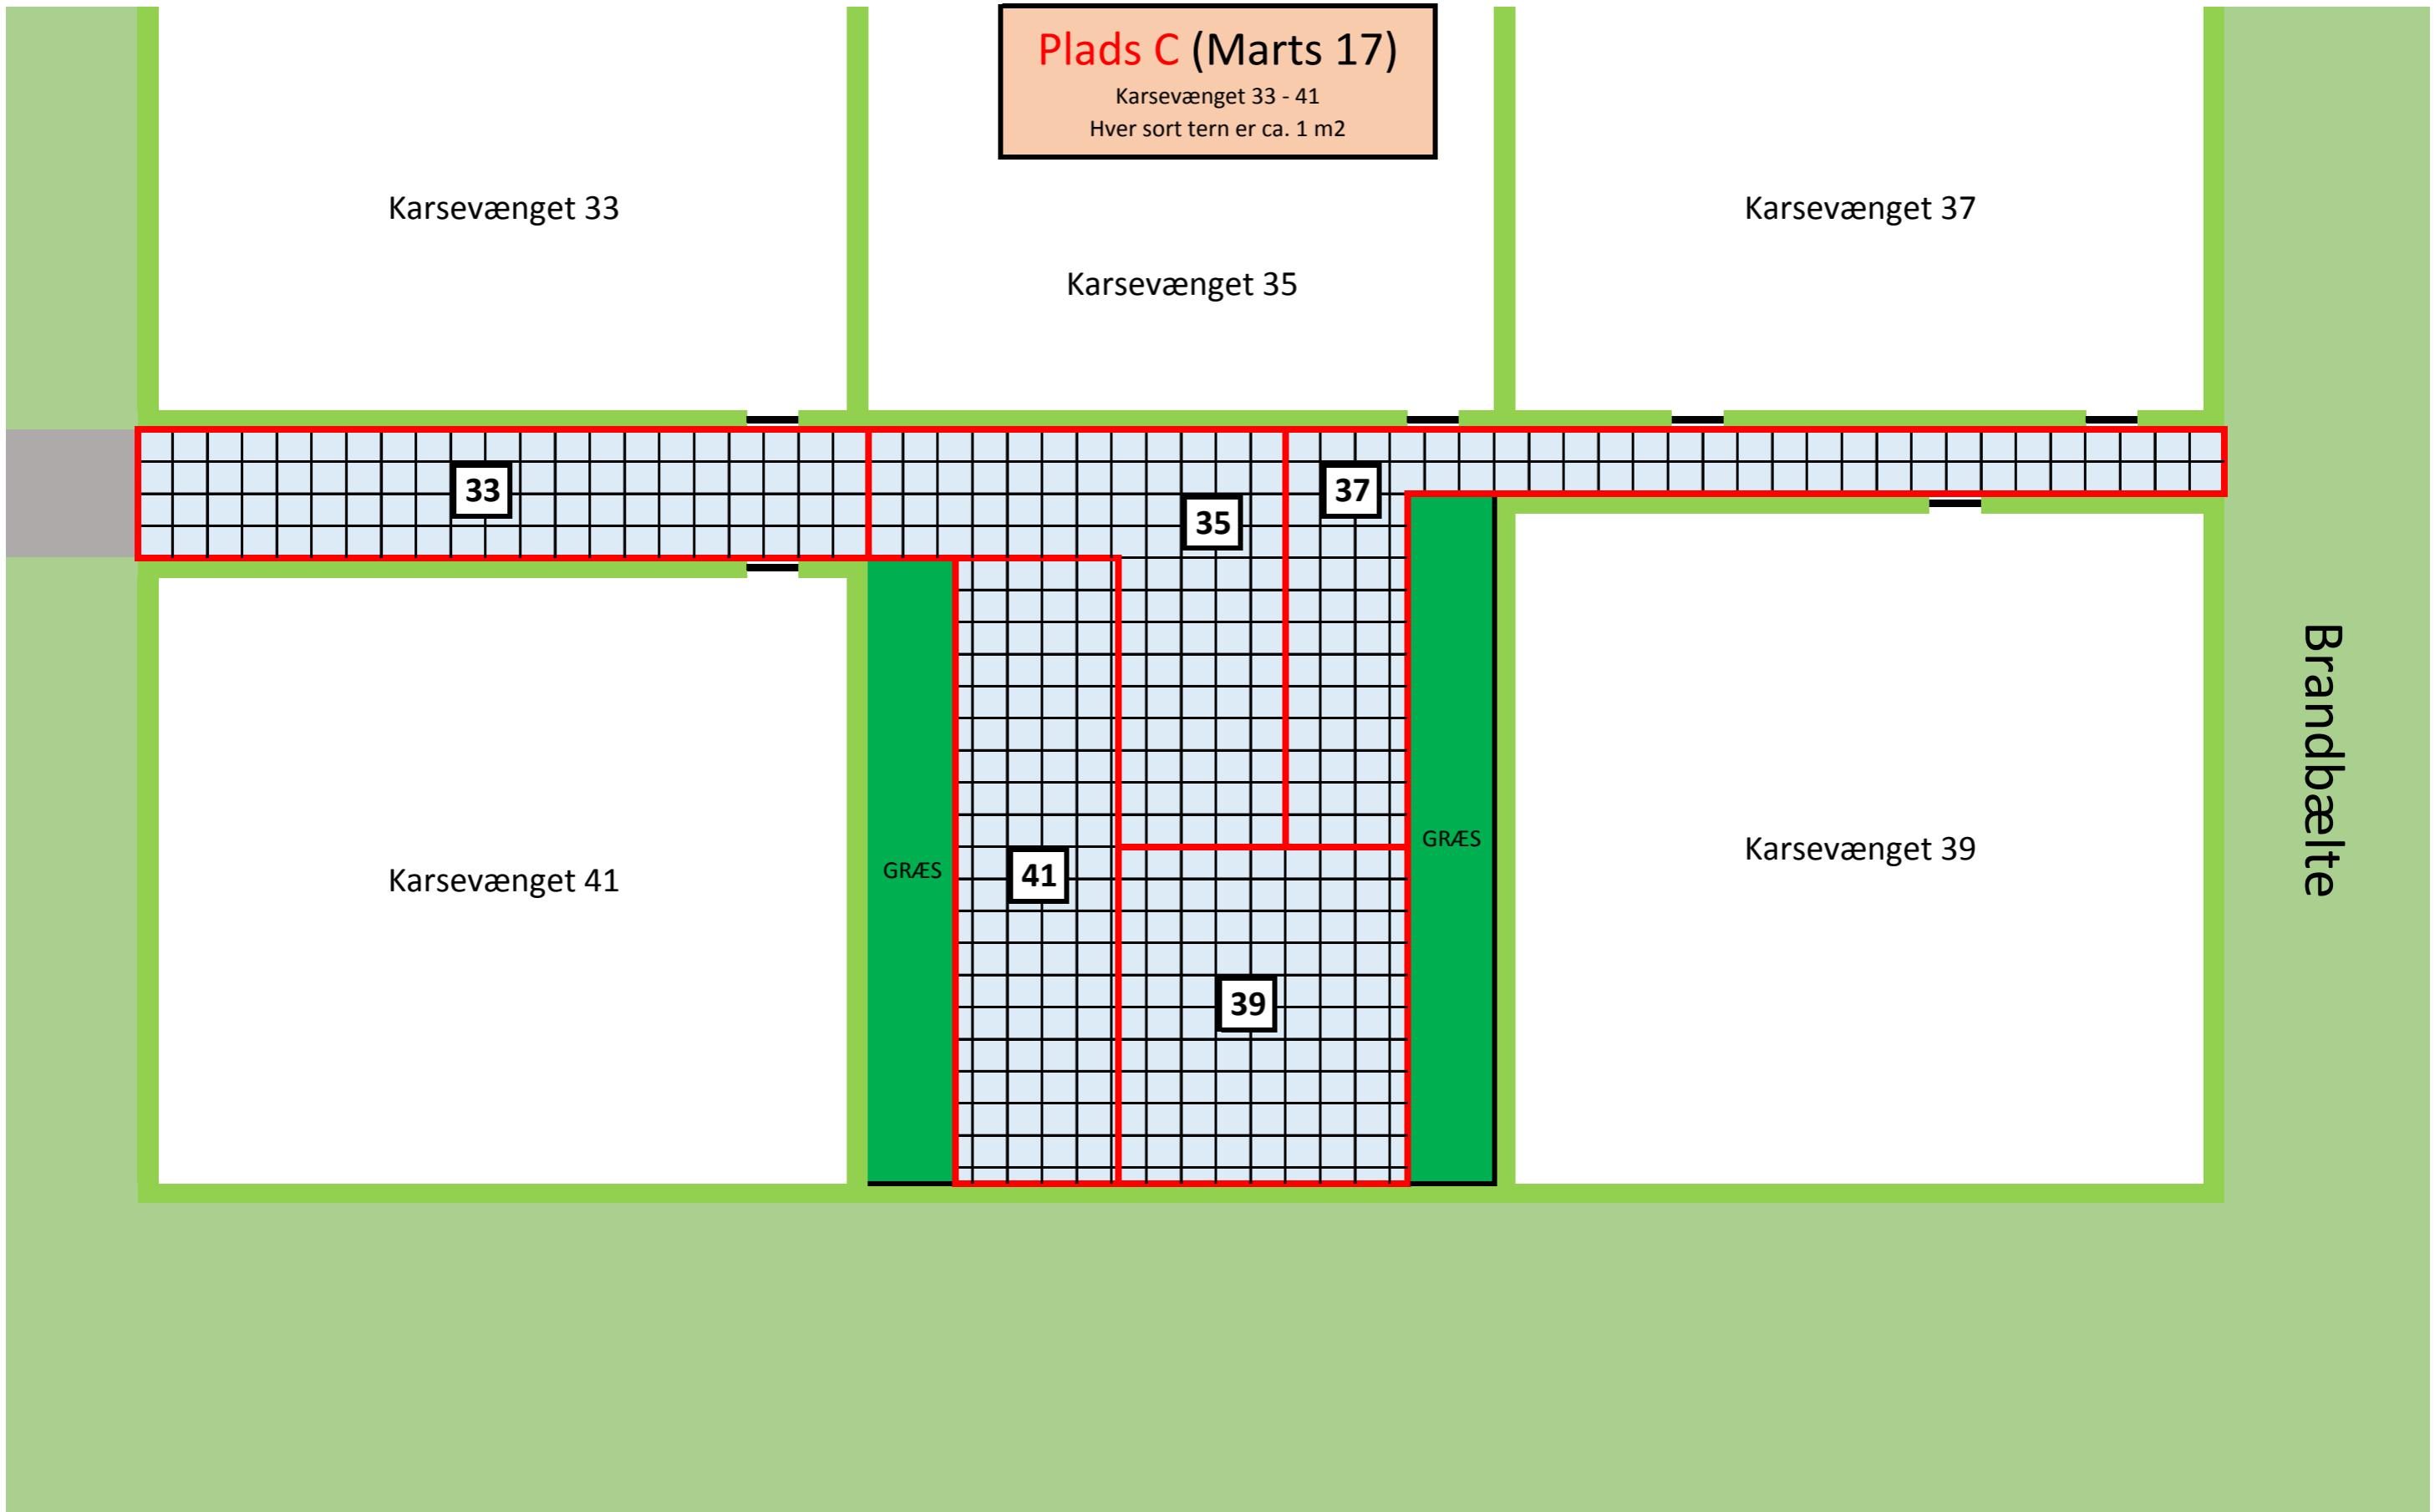 Plads C (Marts 17)
Karsevænget 33 - 41
Hver sort tern er ca. 1 m2
Karsevænget 33
Karsevænget 37
Karsevænget 35
33
37
35
Brandbælte
GRÆS
Karsevænget 39
GRÆS
41
Karsevænget 41
39